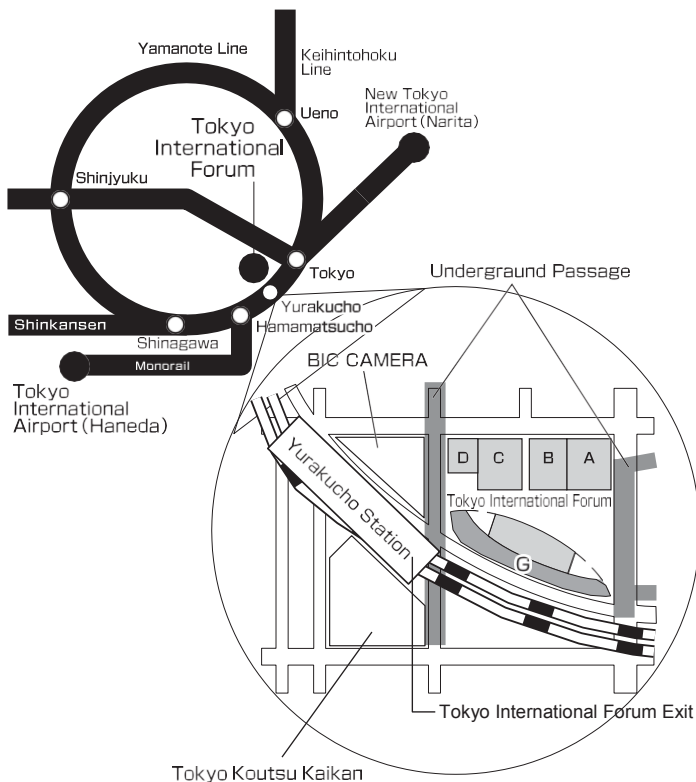 Yamanote Line
Keihintohoku
Line
Ueno
New Tokyo
International
Airport(Narita)
Tokyo
International
Forum
Shinjyuku
Tokyo
Yurakucho
Hamamatsucho
Shinkansen
Shinagawa
Monorail
Tokyo
International
Airport(Haneda)
Undergraund Passage
BIC CAMERA
Yurakucho Station
D
C
B
A
Tokyo International Forum
G
Tokyo International Forum Exit
Tokyo Koutsu Kaikan